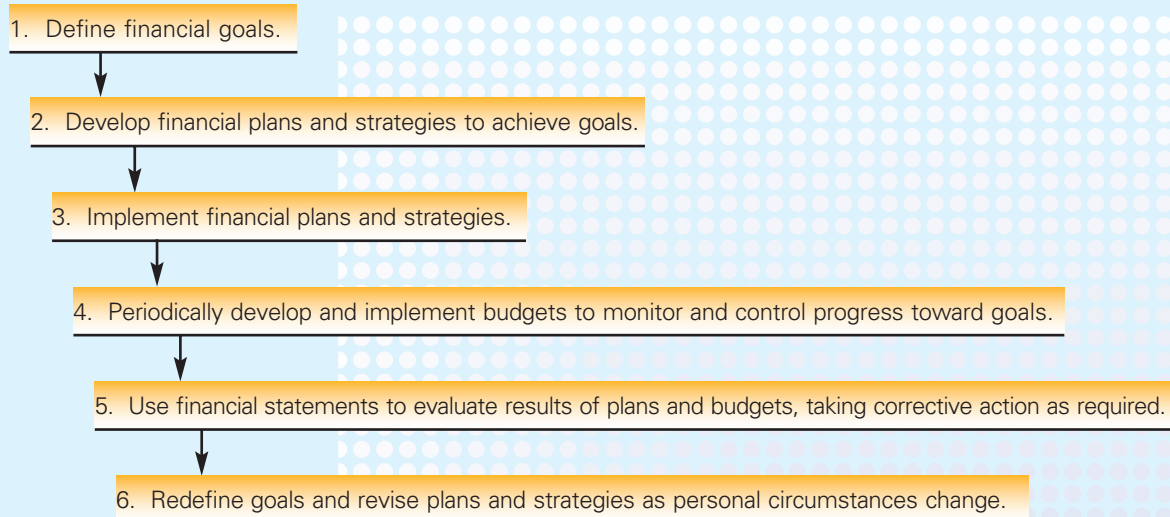 1. Define financial goals.
2. Develop financial plans and strategies to achieve goals.
3. Implement financial plans and strategies.
4. Periodically develop and implement budgets to monitor and control progress toward goals.
5. Use financial statements to evaluate results of plans and budgets, taking corrective action as required.
6. Redefine goals and revise plans and strategies as personal circumstances change.